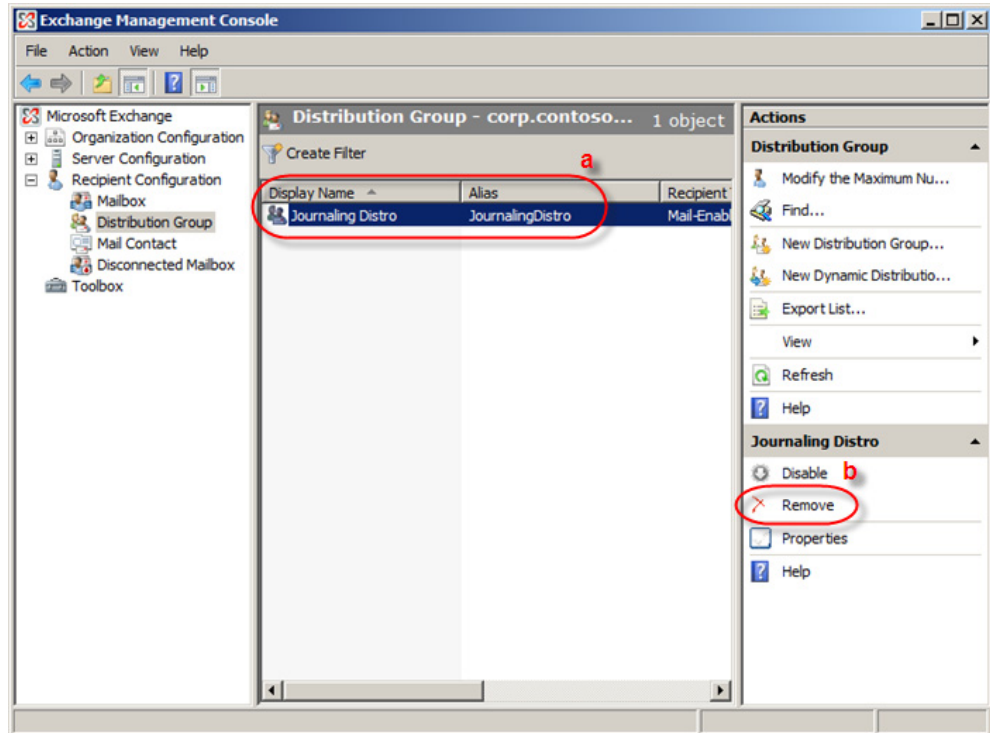 Exchange Management Console
File Action View Help
Microsoft Exchange
Organization Configuration
Server Configuration
Recipient Configuration
Mailbox
Distribution Group
Mail Contact
Disconnected Mailbox
Toolbox
Distribution Group - corp.contoso... 1 object
Create Filter
a
Display Name Alias Recipient
Journaling Distro JournalingDistro Mail-Enabl
Actions
Distribution Group
Modify the Maximum Nu...
Find...
New Distribution Group...
New Dynamic Distributio...
Export List...
View
Refresh
Help
Journaling Distro
Disable b
Remove
Properties
Help